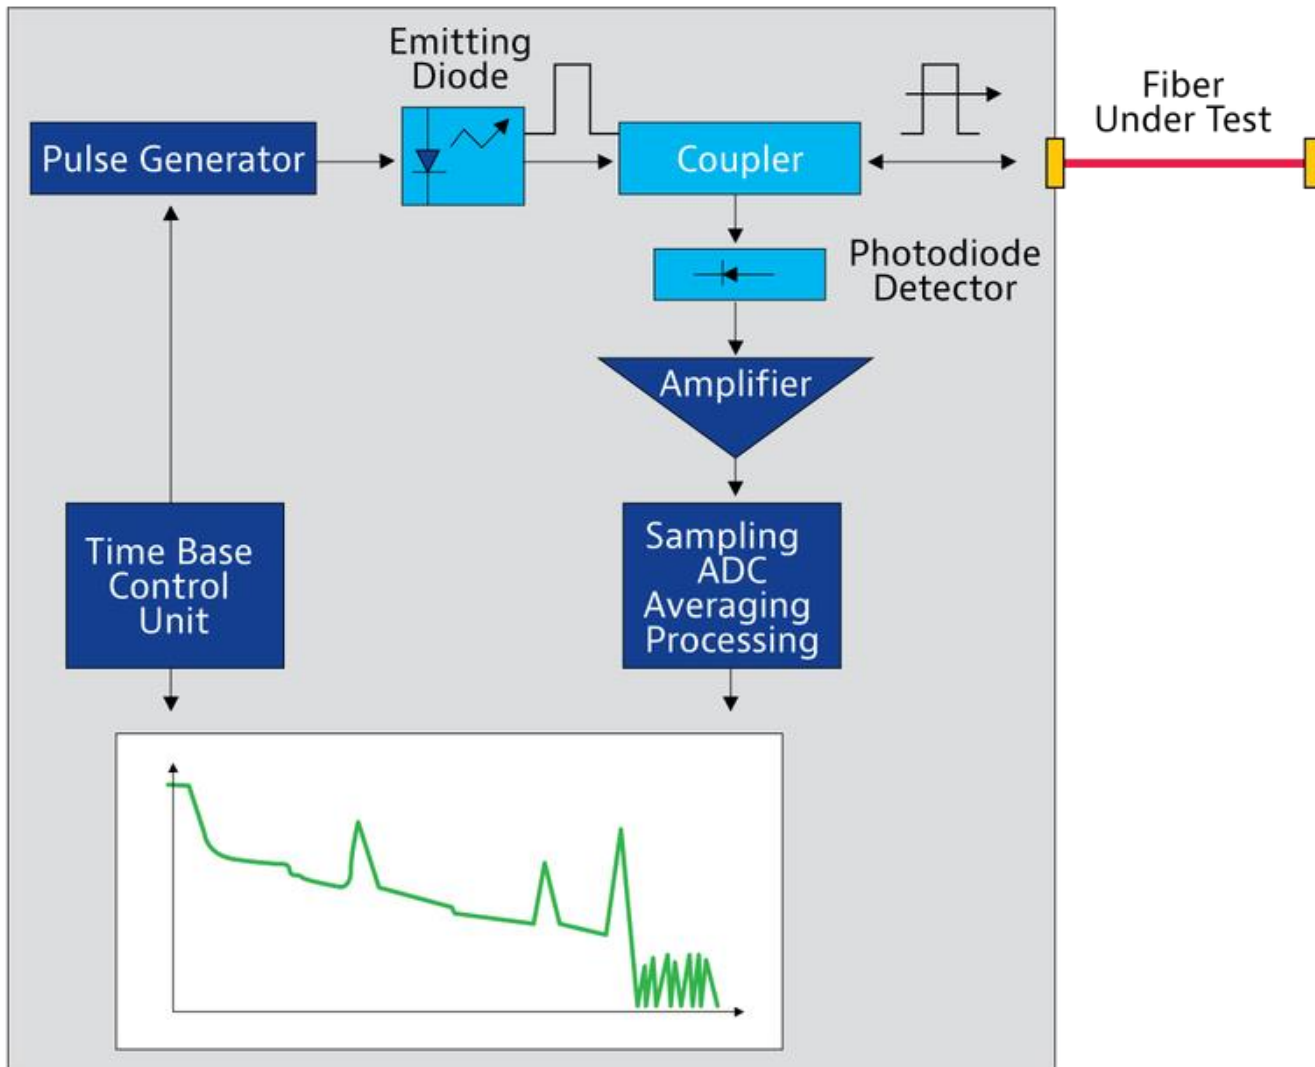 Emitting
Diode
Fiber
Under Test
Pulse Generator
Coupler
Photodiode
Detector
Amplifier
Time Base
Control
Unit
Sampling
ADC
Averaging
Processing